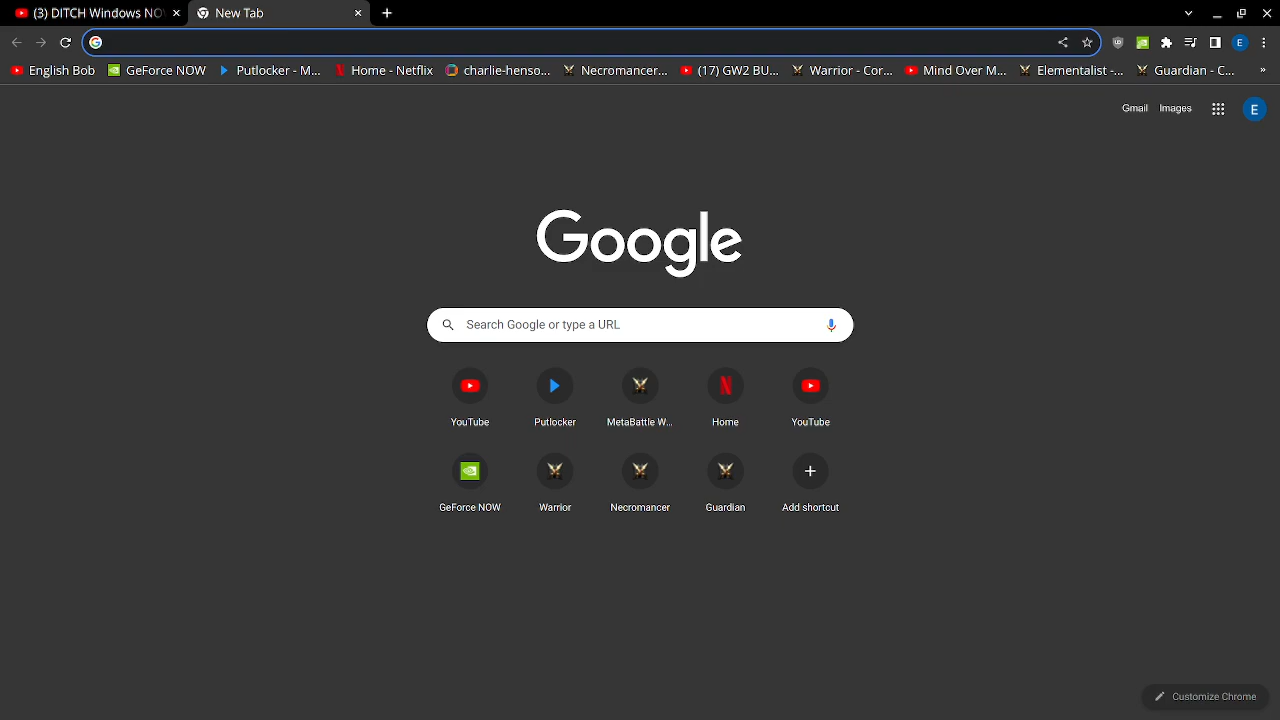 (3) DITCH Windows NO
New Tab
English Bob
GeForce NOW
Putlocker - M...
Home - Netflix
charlie-henso...
Necromancer...
(17) GW2 BU...
Warrior - Cor...
Mind Over M...
Elementalist -...
Guardian - C...
»
Gmail
Images
E
Google
Search Google or type a URL
YouTube
Putlocker
MetaBattle W...
Home
YouTube
GeForce NOW
Warrior
Necromancer
Guardian
Add shortcut
Customize Chrome